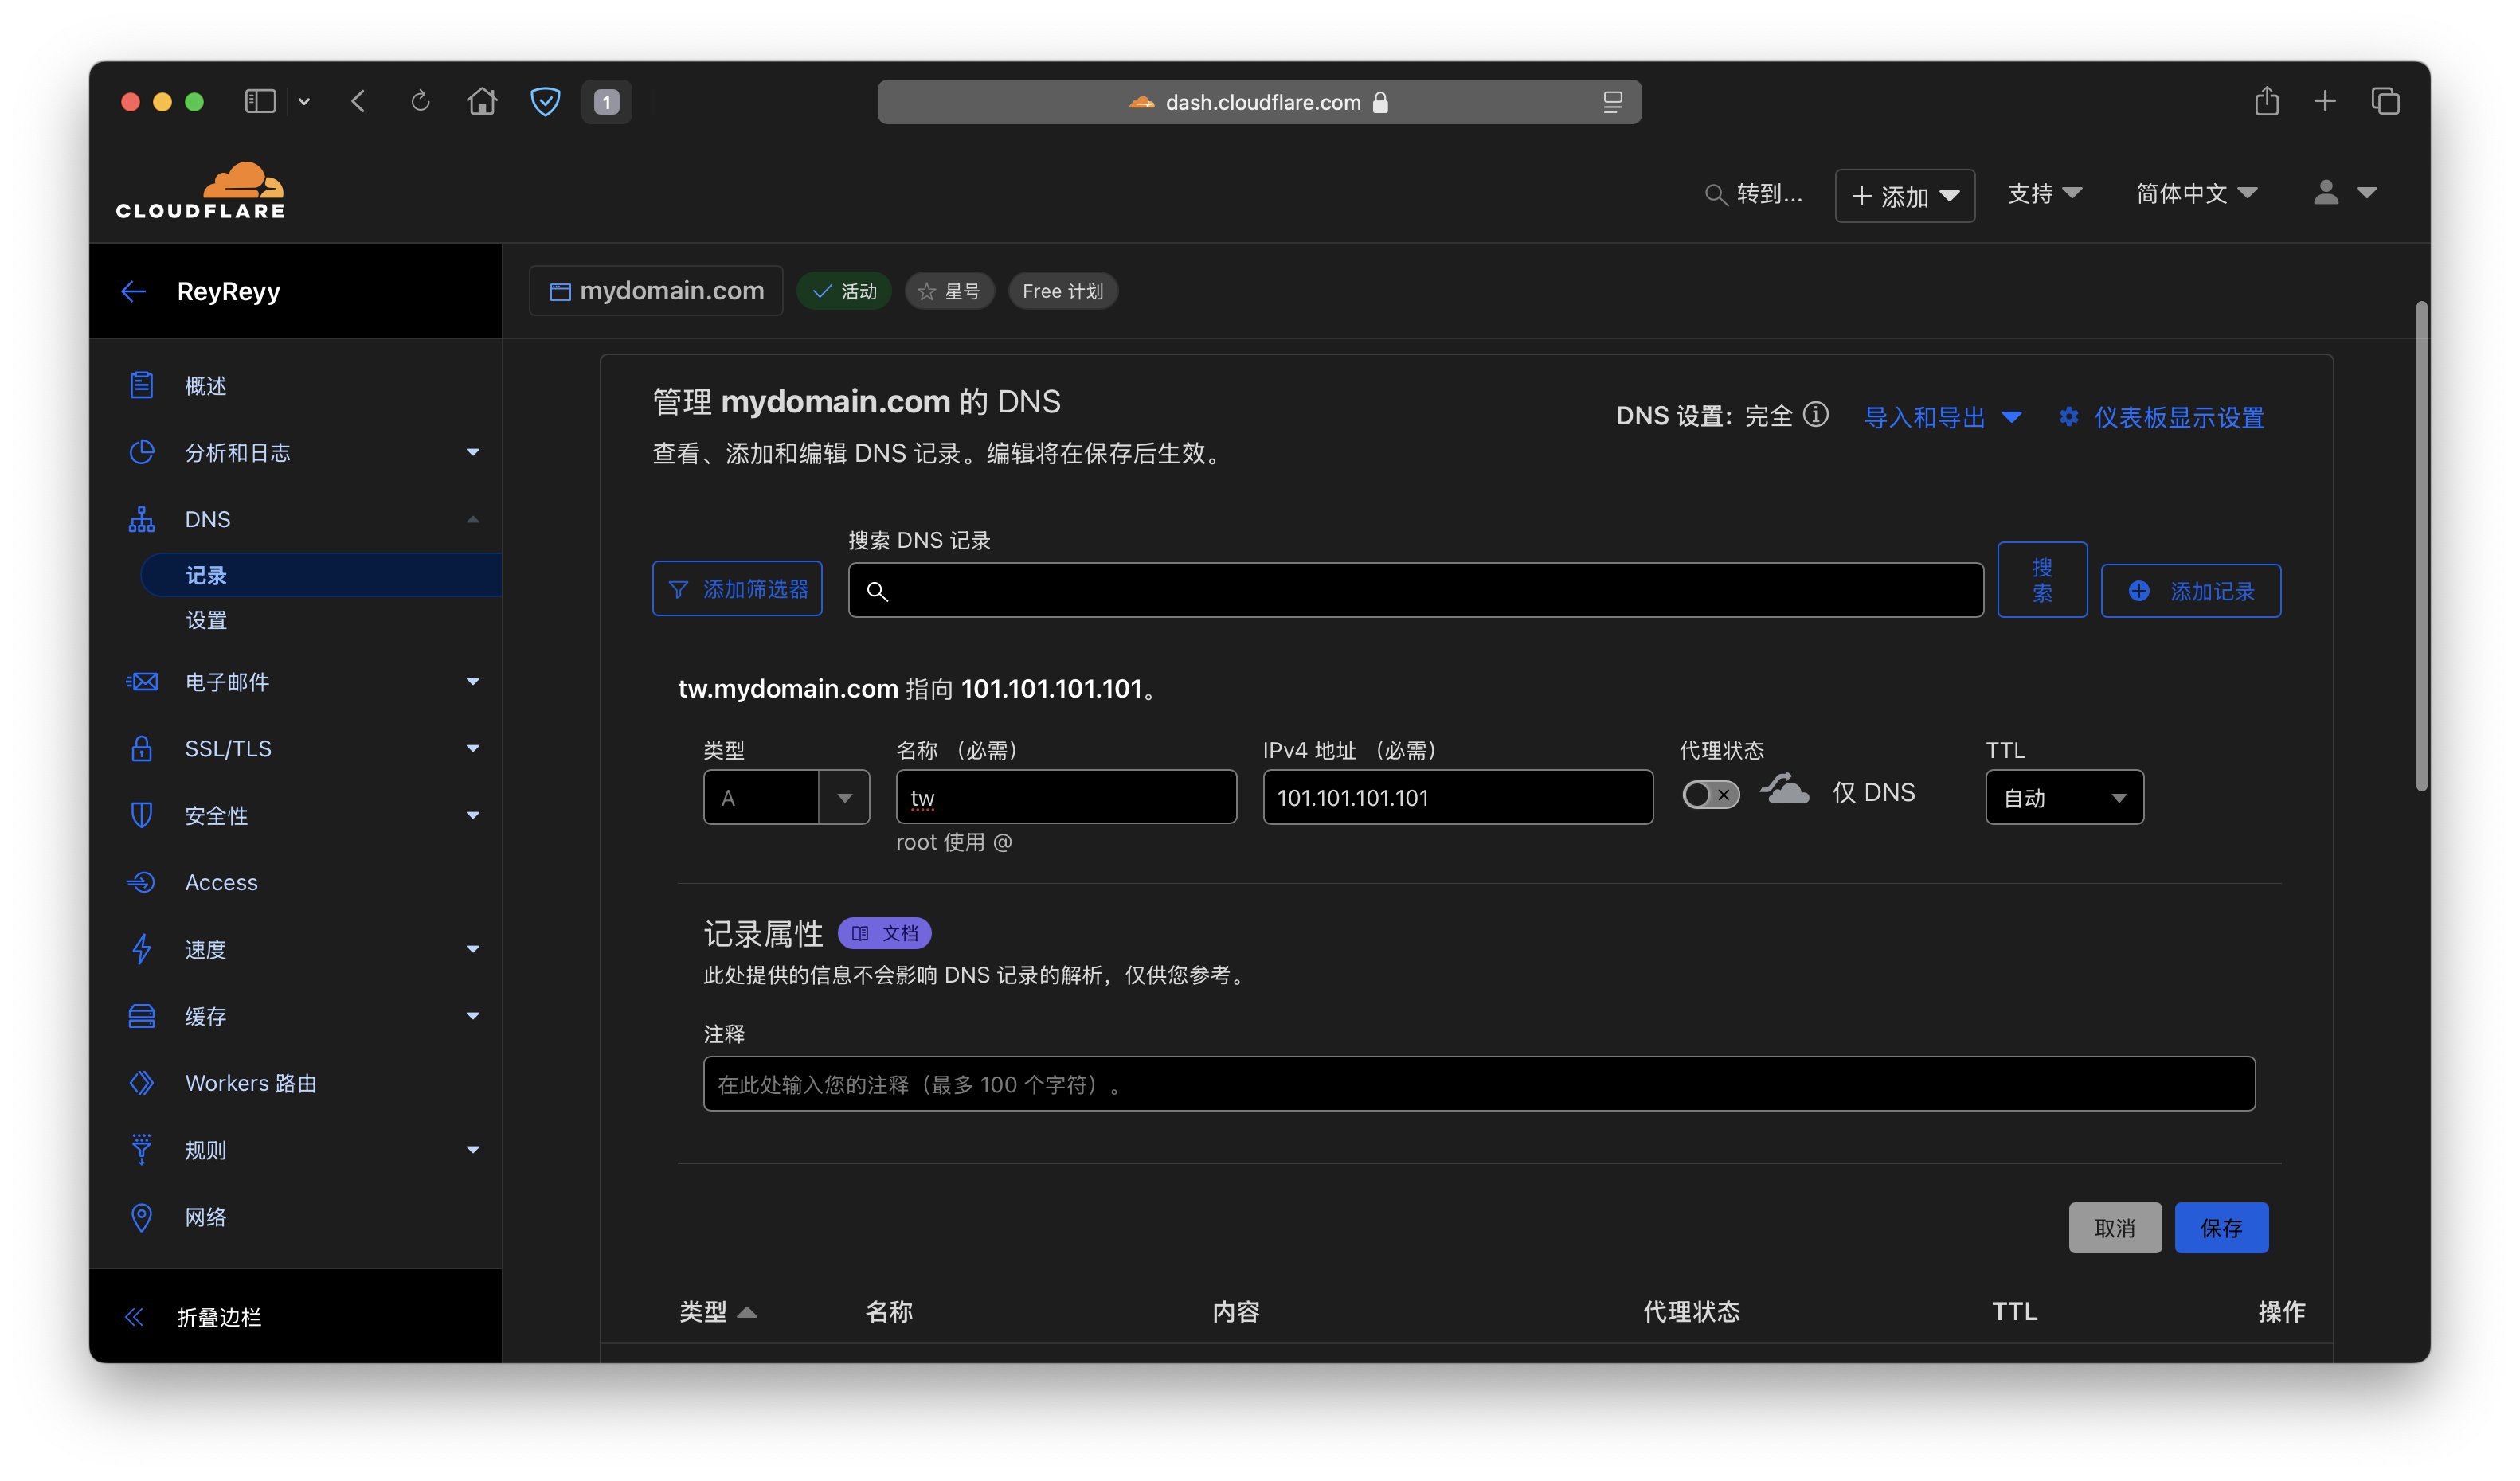 1
dash.cloudflare.com
CLOUDFLARE
转到...
添加
支持
简体中文
ReyReyy
mydomain.com
活动
星号
Free 计划
概述
分析和日志
DNS
记录
设置
电子邮件
SSL/TLS
安全性
Access
速度
缓存
Workers 路由
规则
网络
折叠边栏
管理 mydomain.com 的 DNS
查看、添加和编辑 DNS 记录。编辑将在保存后生效。
DNS 设置: 完全
导入和导出
仪表板显示设置
搜索 DNS 记录
添加筛选器
搜
索
添加记录
tw.mydomain.com 指向 101.101.101.101。
类型
名称 （必需）
IPv4 地址 （必需）
代理状态
TTL
A
tw
101.101.101.101
仅 DNS
自动
root 使用 @
记录属性
文档
此处提供的信息不会影响 DNS 记录的解析，仅供您参考。
注释
在此处输入您的注释（最多 100 个字符）。
取消
保存
类型
名称
内容
代理状态
TTL
操作